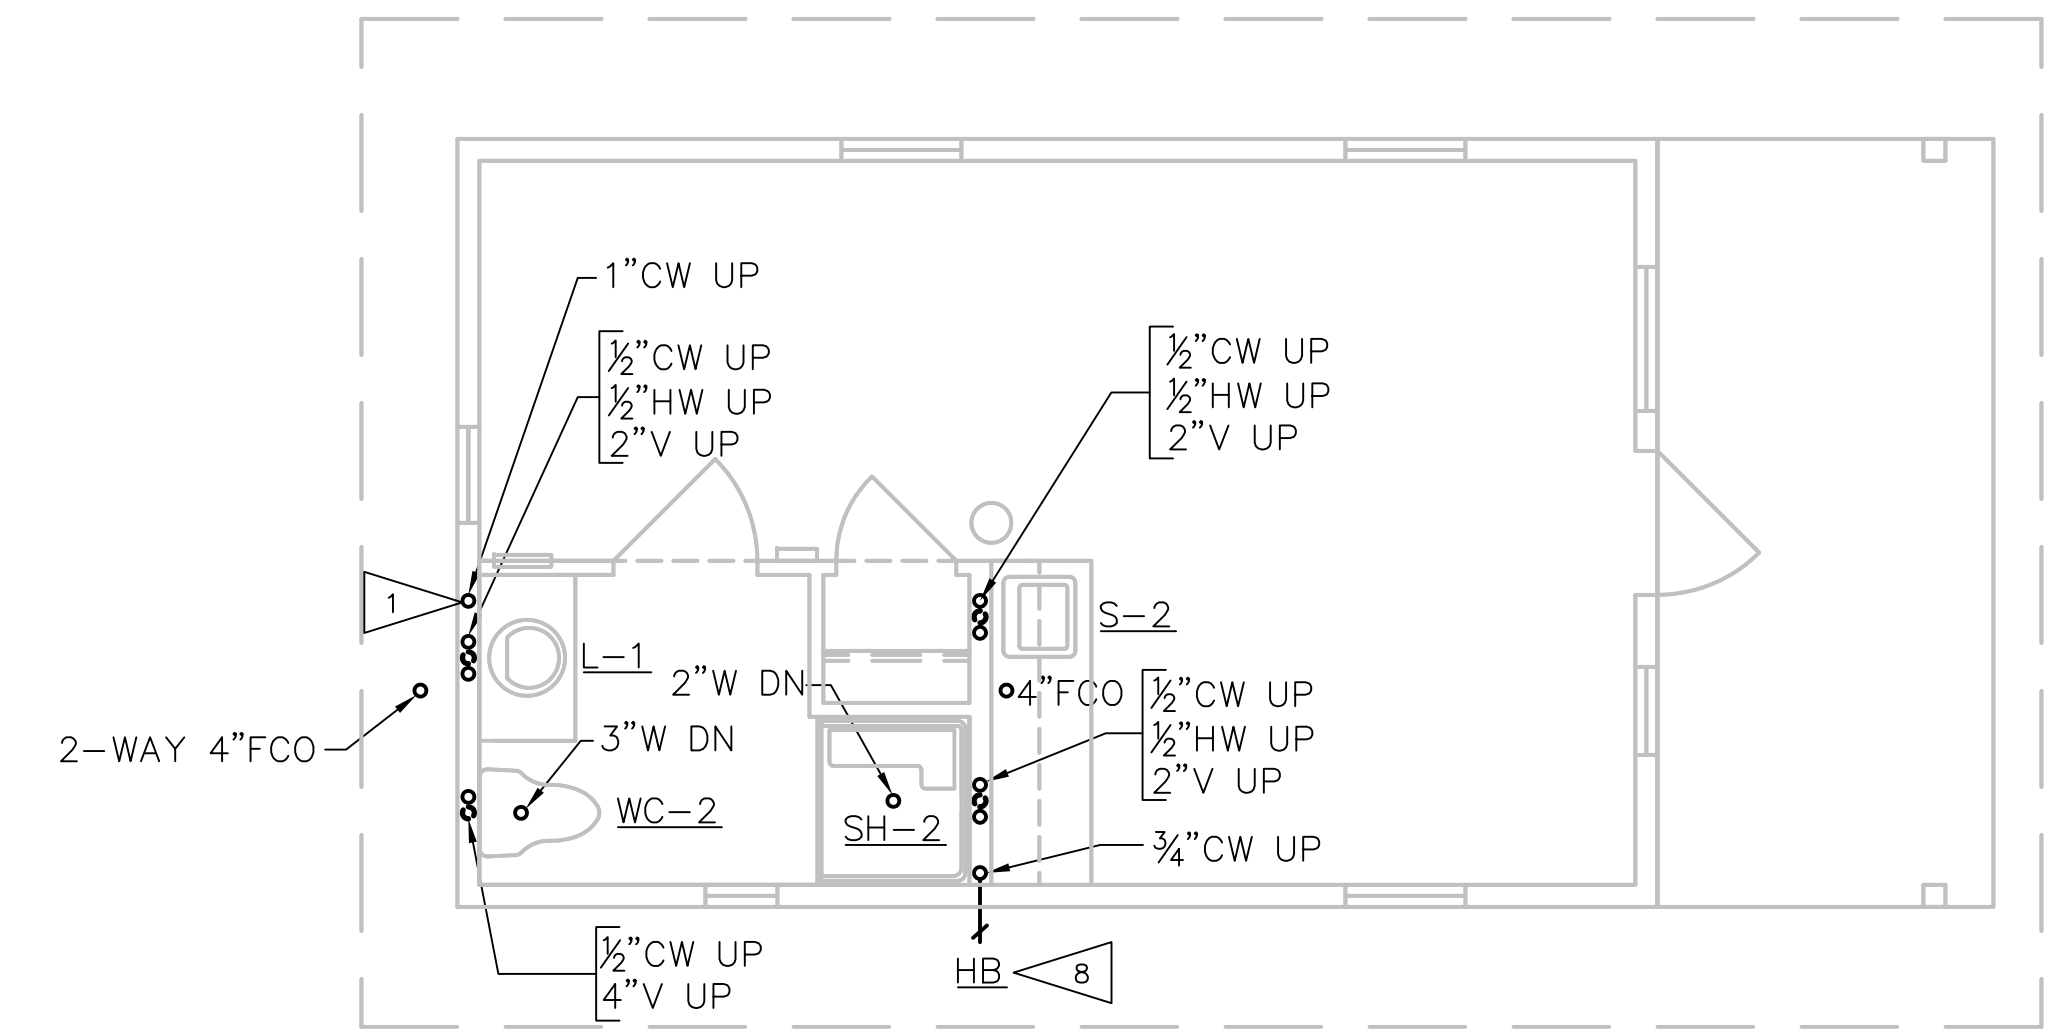 1"CW UP
½"CW UP
½"HW UP
2"V UP
½"CW UP
½"HW UP
2"V UP
1
S-2
L-1
2"W DN
4"FCO
½"CW UP
½"HW UP
2"V UP
2-WAY 4"FCO
3"W DN
WC-2
SH-2
¾"CW UP
½"CW UP
4"V UP
HB
8